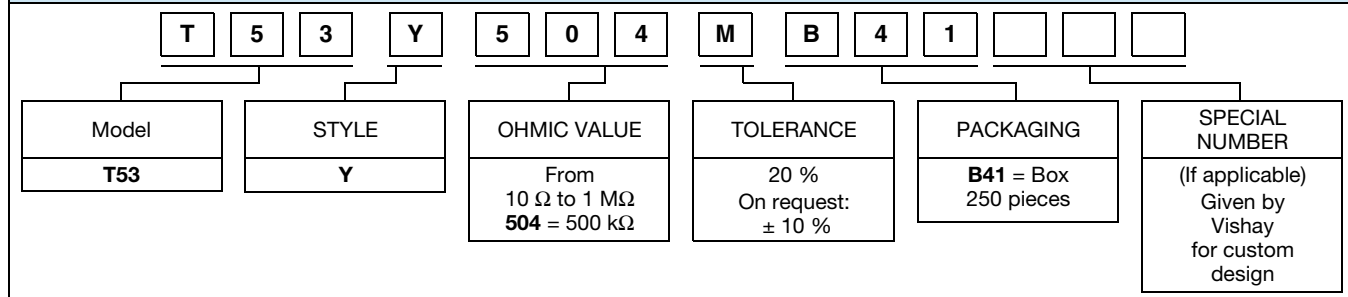 T 5 3 Y 5 0 4 M B 4 1
Model
T53
STYLE
Y
OHMIC VALUE
From
10 Ω to 1 MΩ
504 = 500 kΩ
TOLERANCE
20 %
On request:
± 10 %
PACKAGING
B41 = Box
250 pieces
SPECIAL
NUMBER
(If applicable)
Given by
Vishay
for custom
design